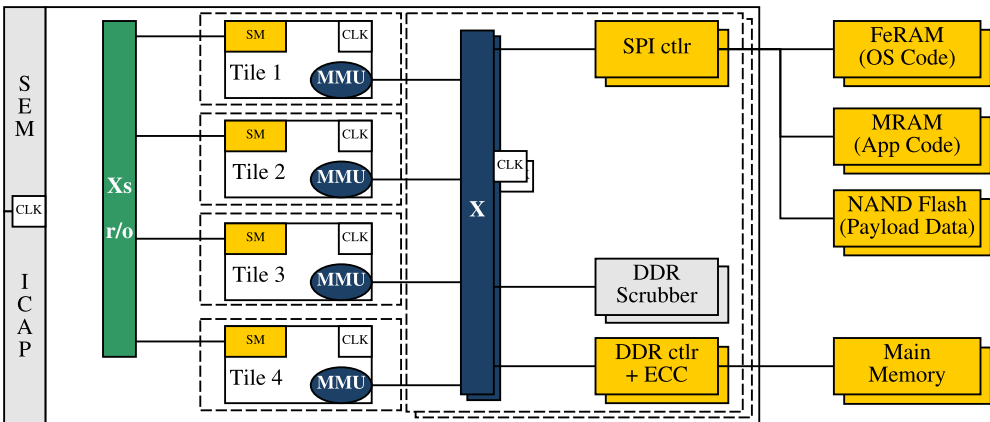 S
E
M
CLK
I
C
A
P
Xs
r/o
SM
CLK
Tile 1
MMU
SM
CLK
Tile 2
MMU
SM
CLK
Tile 3
MMU
SM
CLK
Tile 4
MMU
X
CLK
SPI ctlr
DDR
Scrubber
DDR ctlr
+ ECC
FeRAM
(OS Code)
MRAM
(App Code)
NAND Flash
(Payload Data)
Main
Memory